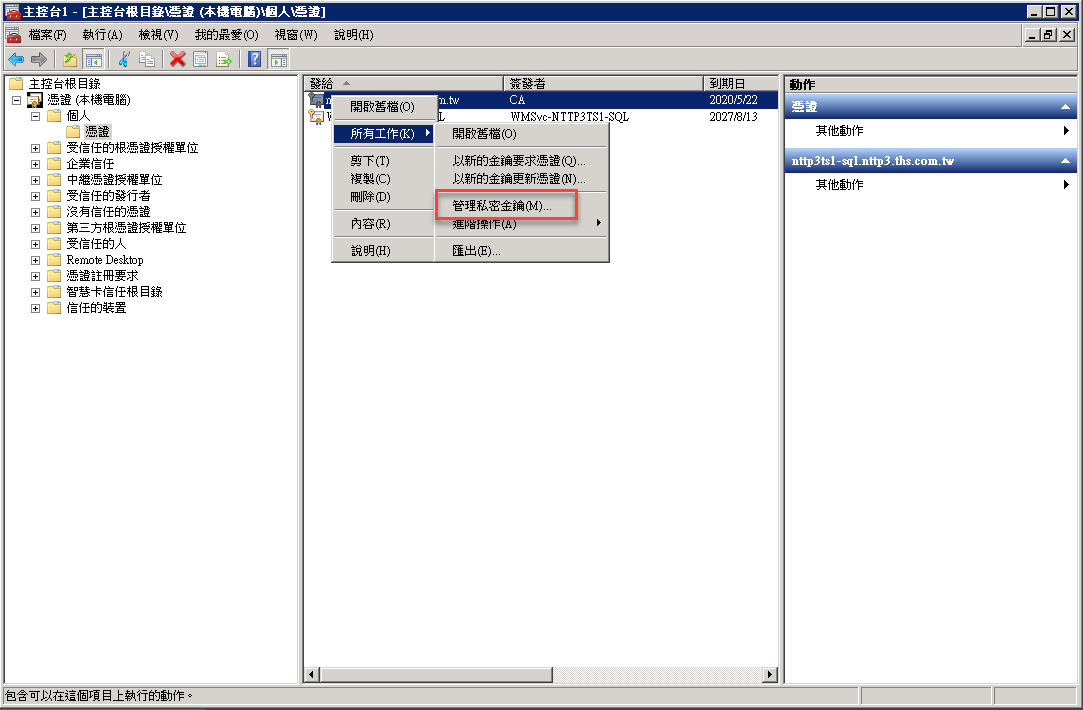 主控台1 - [主控台根目錄\憑證 (本機電腦)\個人\憑證]
檔案(F) 執行(A) 檢視(V) 我的最愛(O) 視窗(W) 說明(H)
主控台根目錄
憑證 (本機電腦)
個人
憑證
受信任的根憑證授權單位
企業信任
中繼憑證授權單位
受信任的發行者
沒有信任的憑證
第三方根憑證授權單位
受信任的人
Remote Desktop
憑證註冊要求
智慧卡信任根目錄
信任的裝置
發給 簽發者 到期日
m.tw CA 2020/5/22
WMSvc-NTTP3TS1-SQL 2027/8/13
開啟舊檔(O)
所有工作(K)
剪下(T)
複製(C)
刪除(D)
內容(R)
說明(H)
開啟舊檔(O)
以新的金鑰要求憑證(Q)...
以新的金鑰更新憑證(N)...
管理私密金鑰(M)...
進階操作(A)
匯出(E)...
動作
憑證
其他動作
nttp3ts1-sql.nttp3.ths.com.tw
其他動作
包含可以在這個項目上執行的動作。